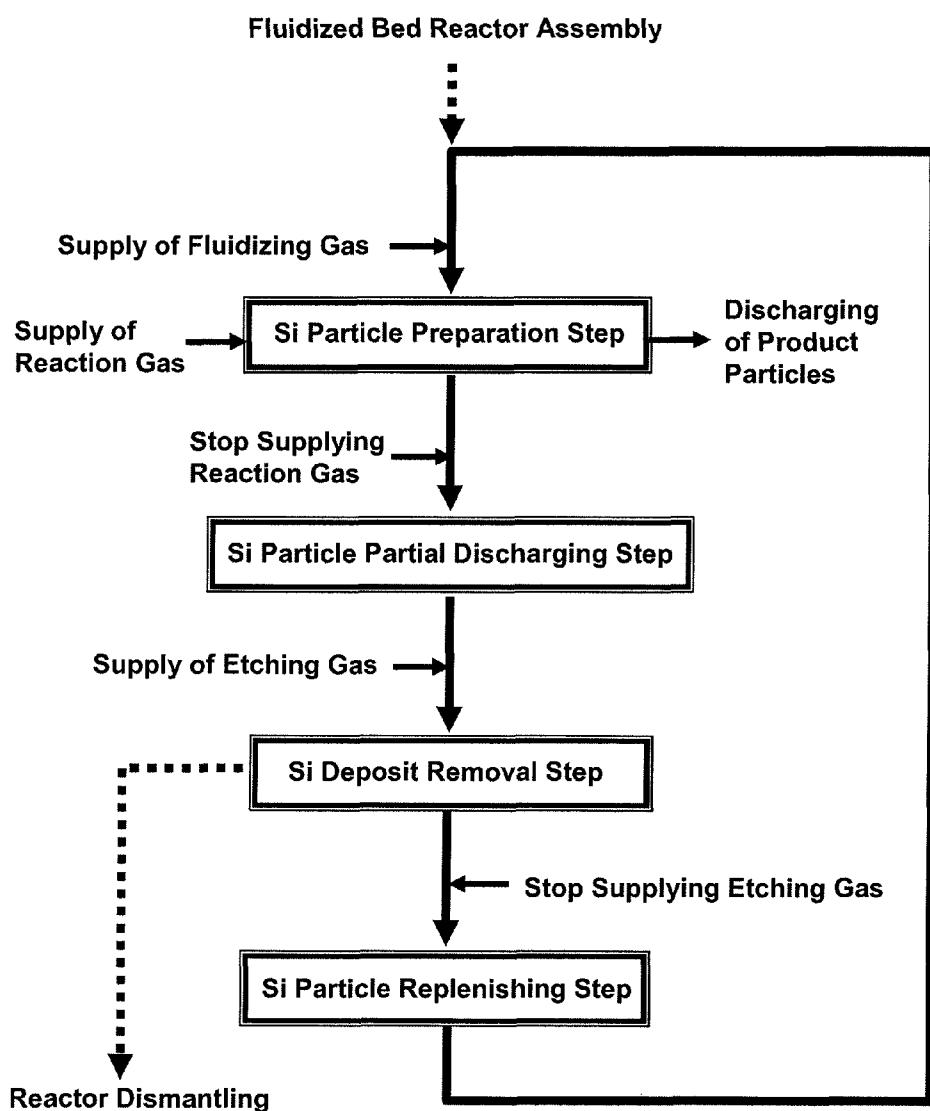 Fluidized Bed Reactor Assembly
Supply of Fluidizing Gas
Supply of
Reaction Gas
Si Particle Preparation Step
Discharging
of Product
Particles
Stop Supplying
Reaction Gas
Si Particle Partial Discharging Step
Supply of Etching Gas
Si Deposit Removal Step
Stop Supplying Etching Gas
Si Particle Replenishing Step
Reactor Dismantling